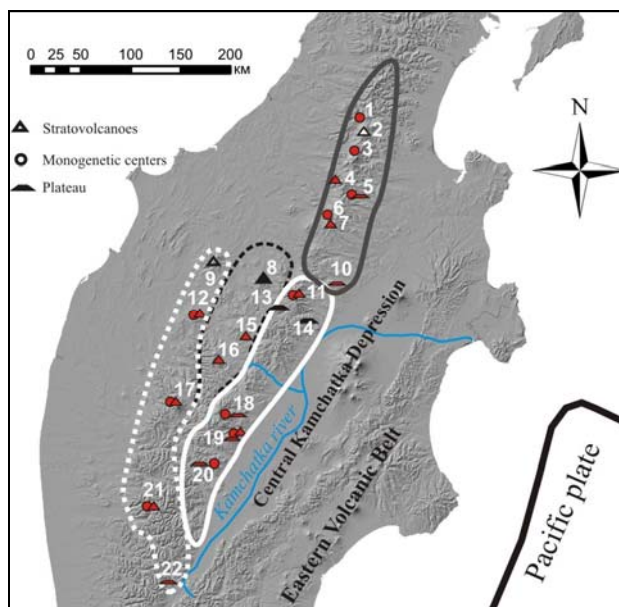 0 25 50 100 150 200
KM
Stratovolcanoes
Monogenetic centers
Plateau
N
1
2
3
4
5
6
7
8
9
10
11
12
13
14
15
16
17
18
19
20
21
22
Kamchatka river
Central Kamchatka Depression
Eastern Volcanic Belt
Pacific plate